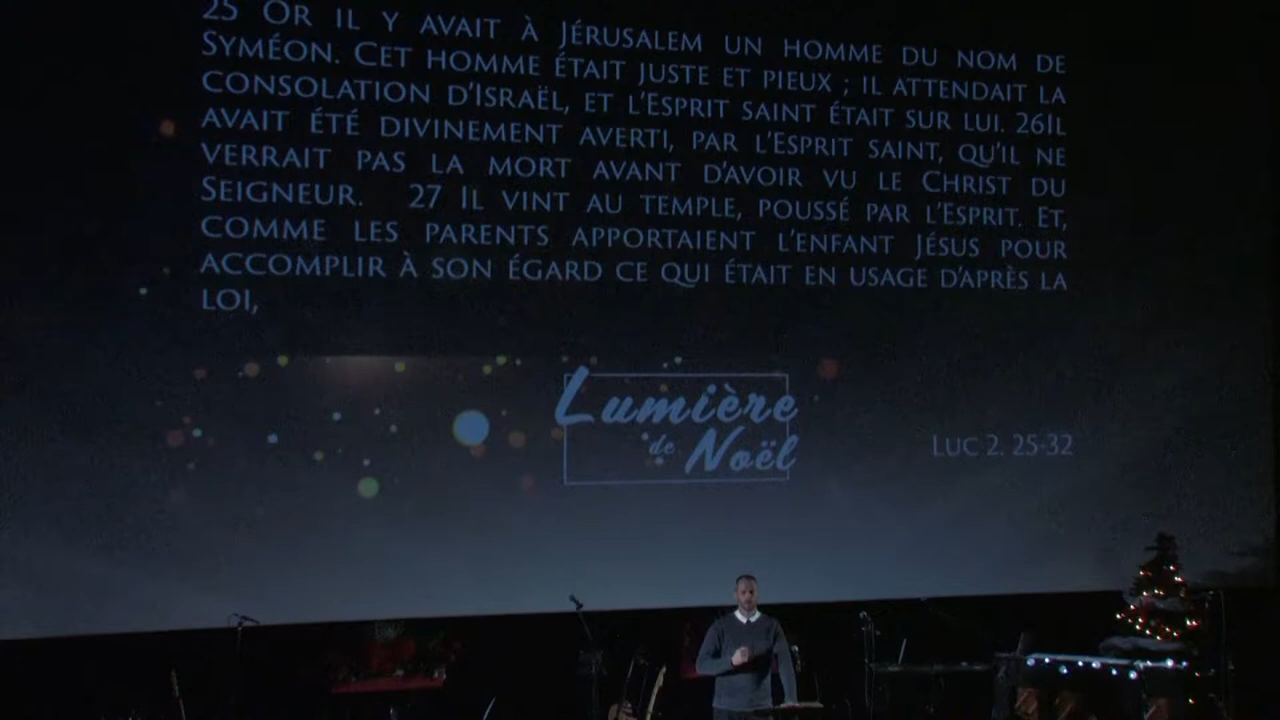 25 Or il y avait à Jérusalem un homme du nom de
Syméon. Cet homme était juste et pieux ; il attendait la
consolation d'Israël, et l'Esprit saint était sur lui. 26Il
avait été divinement averti, par l'Esprit saint, qu'il ne
verrait pas la mort avant d'avoir vu le Christ du
Seigneur. 27 Il vint au temple, poussé par l'Esprit. Et,
comme les parents apportaient l'enfant Jésus pour
accomplir à son égard ce qui était en usage d'après la
loi,
Lumière
de Noël
Luc 2. 25-32